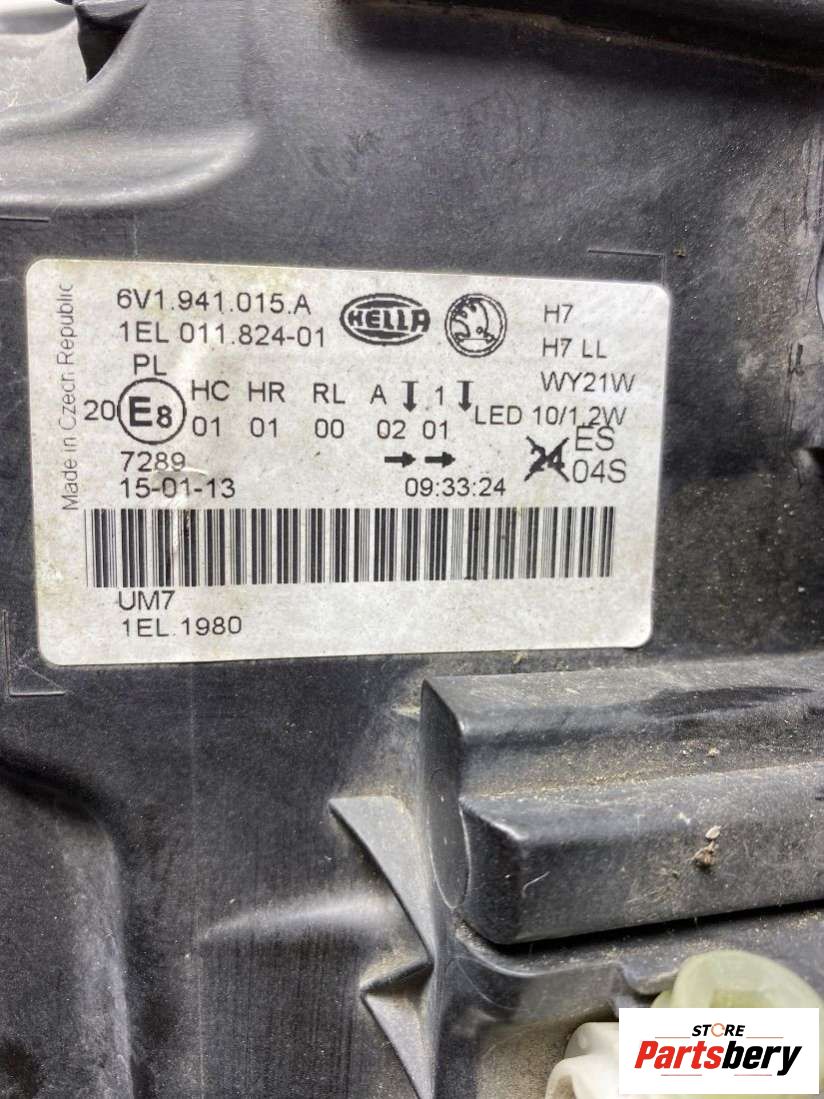 Made in Czech Republic
6V1.941.015.A
1EL 011.824-01
HELLA
H7
H7 LL
WY21W
LED 10/1,2W
PL
20 E8
HC HR RL A .1
01 01 00 02 01
7289
15-01-13
09:33:24
24 ES
04S
UM7
1EL.1980
STORE
Partsbery